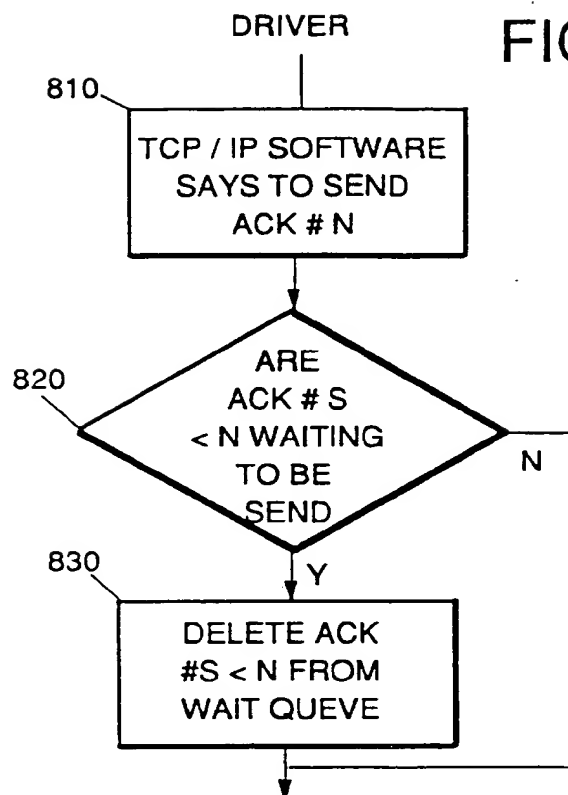 DRIVER
FIG
810
TCP / IP SOFTWARE
SAYS TO SEND
ACK # N
820
ARE
ACK # S
< N WAITING
TO BE
SEND
N
830
Y
DELETE ACK
#S < N FROM
WAIT QUEVE